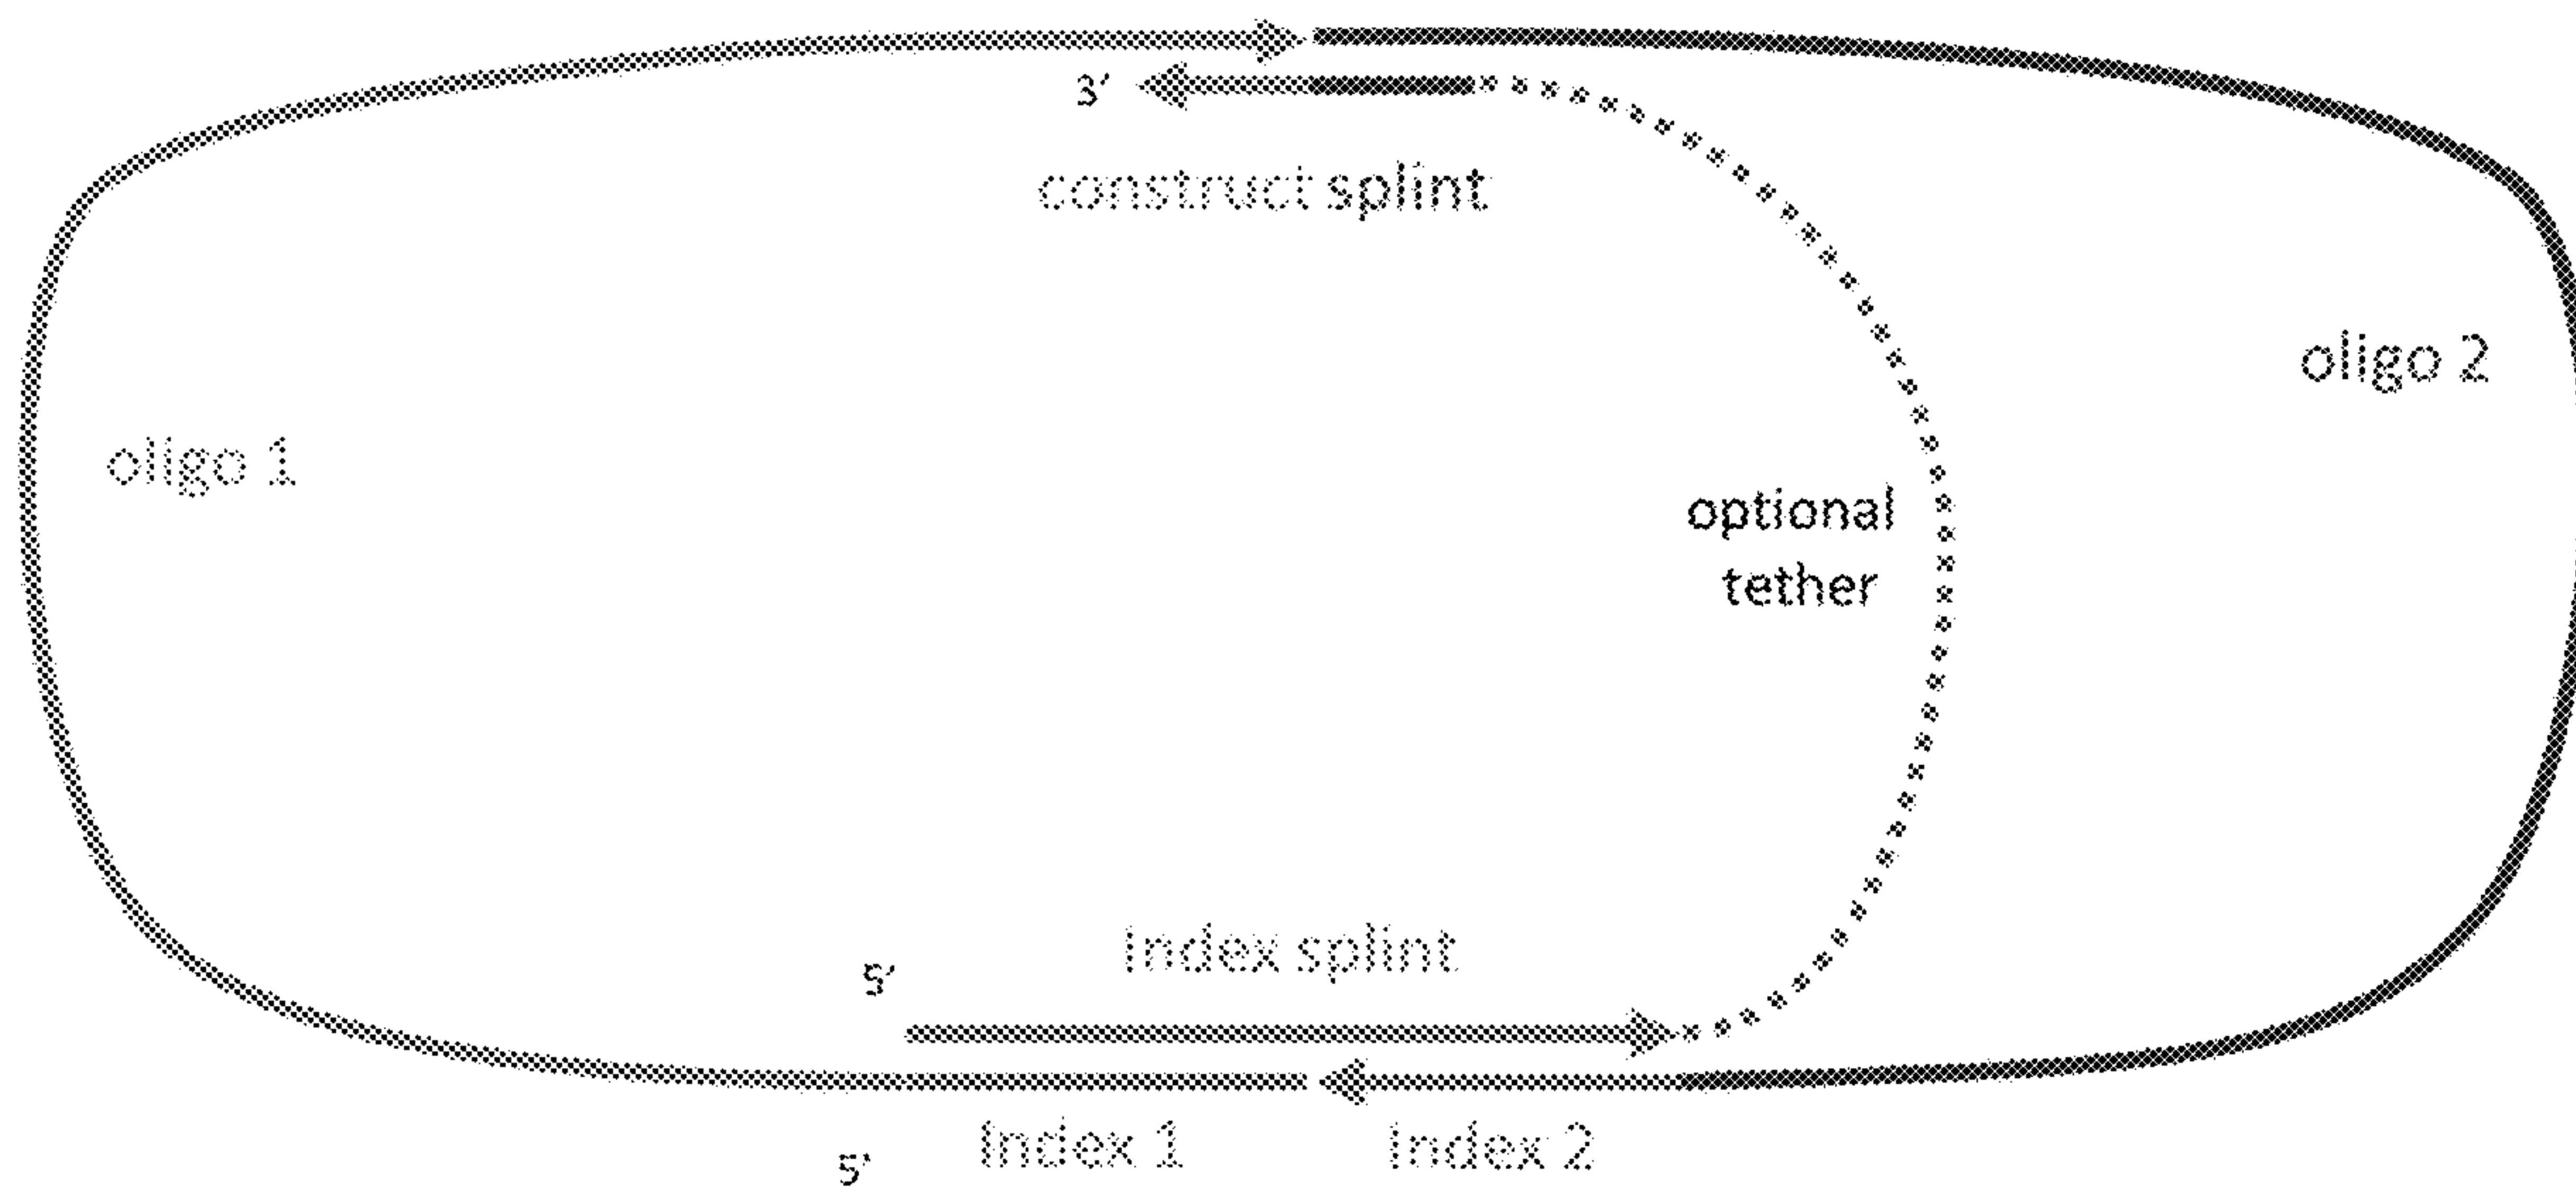 3'
construct splint
oligo 2
oligo 1
optional
tether
Index splint
5'
Index 1
Index 2
5'